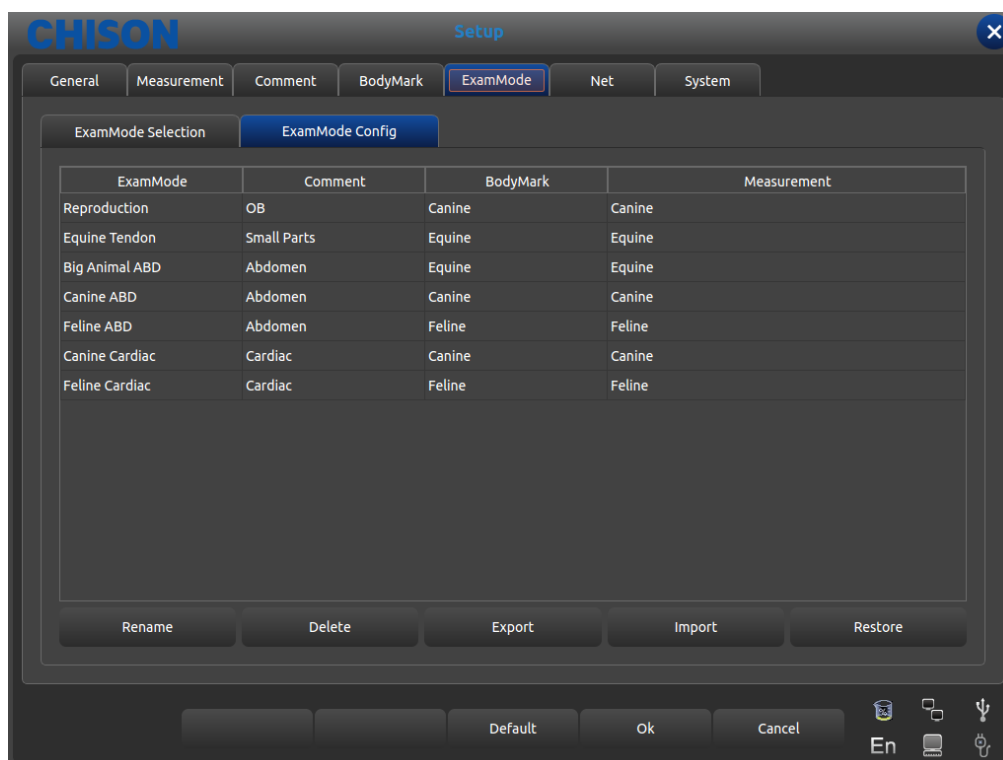 CHISON
Setup
General Measurement Comment BodyMark ExamMode Net System
ExamMode Selection ExamMode Config
ExamMode Comment BodyMark Measurement
Reproduction OB Canine Canine
Equine Tendon Small Parts Equine Equine
Big Animal ABD Abdomen Equine Equine
Canine ABD Abdomen Canine Canine
Feline ABD Abdomen Feline Feline
Canine Cardiac Cardiac Canine Canine
Feline Cardiac Cardiac Feline Feline
Rename Delete Export Import Restore
Default Ok Cancel
En